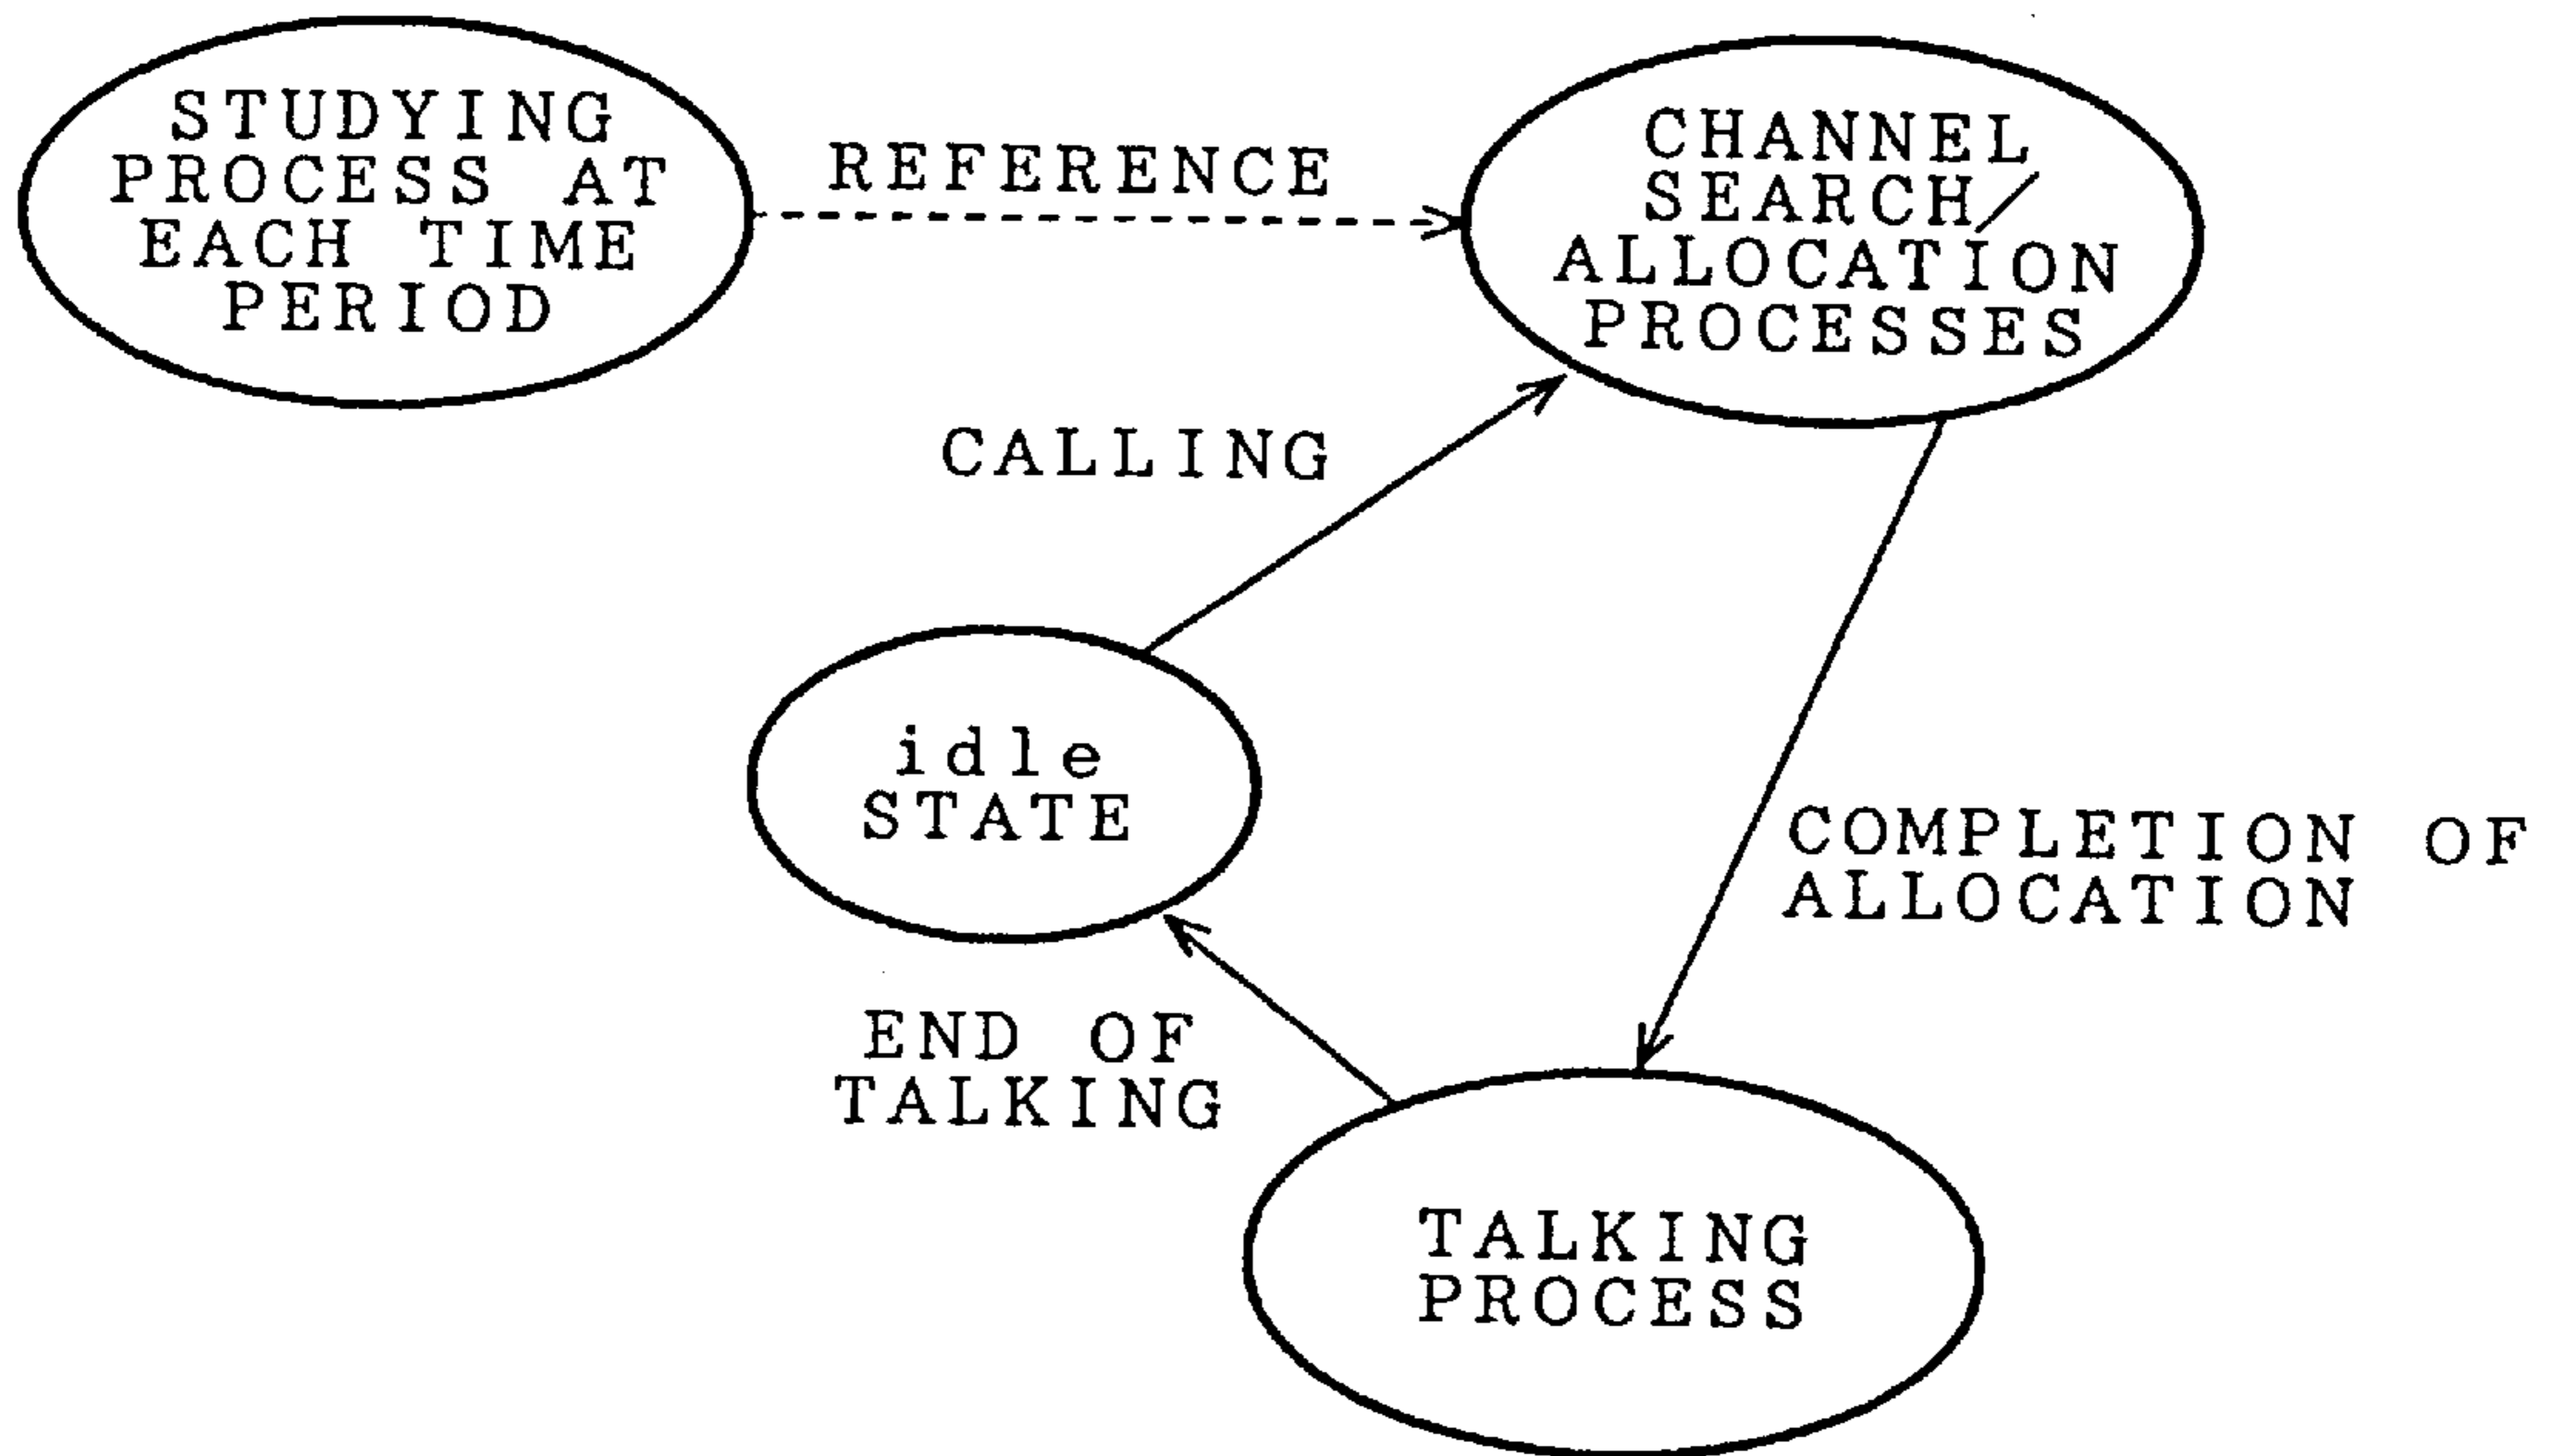 STUDYING
PROCESS AT
EACH TIME
PERIOD
REFERENCE
CHANNEL
SEARCH/
ALLOCATION
PROCESSES
CALLING
idle
STATE
COMPLETION OF
ALLOCATION
END OF
TALKING
TALKING
PROCESS